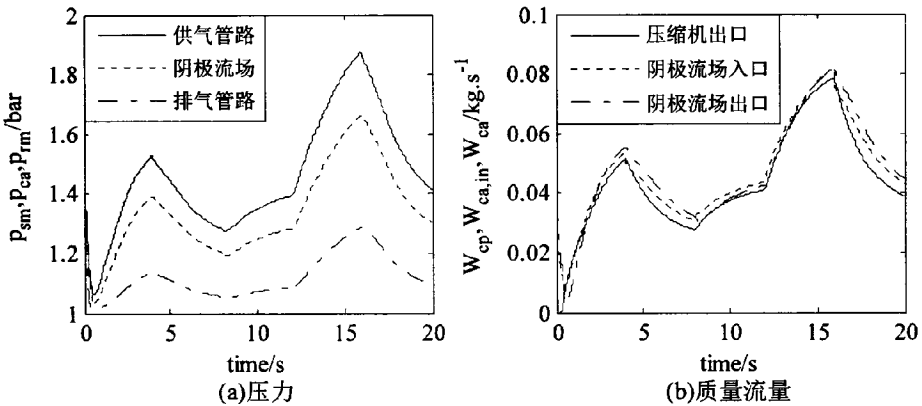 2
1.8
1.6
1.4
1.2
1
0
5
10
15
20
p_sm,p_ca,p_rm/bar
供气管路
阴极流场
排气管路
time/s
(a)压力
0.1
0.08
0.06
0.04
0.02
0
0
5
10
15
20
W_cp,W_ca,in,W_ca/kg.s⁻¹
压缩机出口
阴极流场入口
阴极流场出口
time/s
(b)质量流量